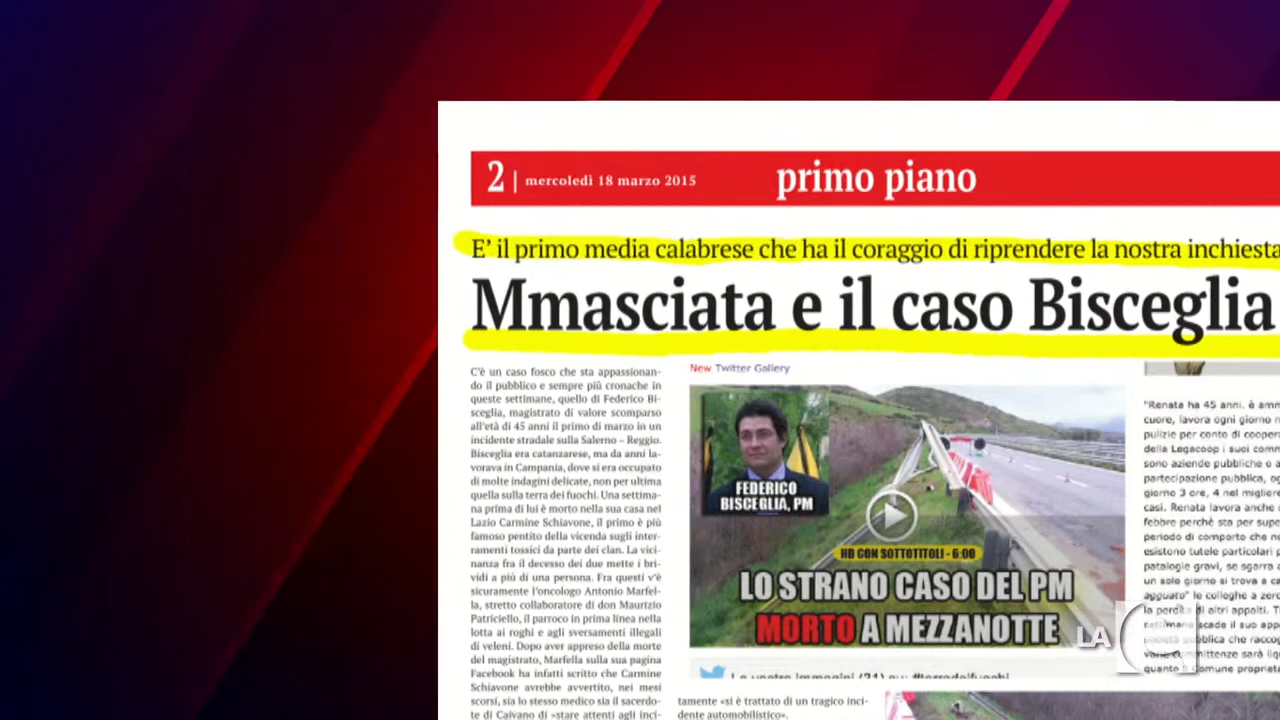 2 | mercoledì 18 marzo 2015
primo piano
E' il primo media calabrese che ha il coraggio di riprendere la nostra inchiesta
Mmasciata e il caso Bisceglia
C'è un caso fosco che sta appassionan-
do il pubblico e sempre più cronache in
queste settimane, quello di Federico Bi-
sceglia, magistrato di valore scomparso
all'età di 45 anni il primo di marzo in un
incidente stradale sulla Salerno – Reggio.
Bisceglia era catanzarese, ma da anni la-
vorava in Campania, dove si era occupato
di molte indagini delicate, non per ultima
quella sulla terra dei fuochi. Una settima-
na prima di lui è morto nella sua casa nel
Lazio Carmine Schiavone, il primo è più
famoso pentito della vicenda sugli inter-
ramenti tossici da parte dei clan. La vici-
nanza fra il decesso dei due mette i bri-
vidi a più di una persona. Fra questi v'è
sicuramente l'oncologo Antonio Marfel-
la, stretto collaboratore di don Maurizio
Patriciello, il parroco in prima linea nella
lotta ai roghi e agli sversamenti illegali
di veleni. Dopo aver appreso della morte
del magistrato, Marfella sulla sua pagina
Facebook ha infatti scritto che Carmine
Schiavone avrebbe avvertito, nei mesi
scorsi, sia lo stesso medico sia il sacerdo-
te di Caivano di «stare attenti agli inci-
New Twitter Gallery
FEDERICO
BISCEGLIA, PM
HD CON SOTTOTITOLI - 6:00
LO STRANO CASO DEL PM
MORTO A MEZZANOTTE
tamente «si è trattato di un tragico inci-
dente automobilistico».
"Renata ha 45 anni. è
cuore, lavora ogni giorno
pulizie per conto di
della Legacoop i suoi
sono aziende pubbliche o
partecipazione pubblica,
giorno 3 ore, 4 nel
casi. Renata lavora anche
febbre perchè sta per
periodo di comporto che
esistono tutele particolari
patologie gravi, se sgarra
un solo giorno si trova a
agguato" le colleghe a
la perdita di altri appalti.
settimane scade il suo
pubblica che
varie committenze sarà
quanto il Comune
LA C